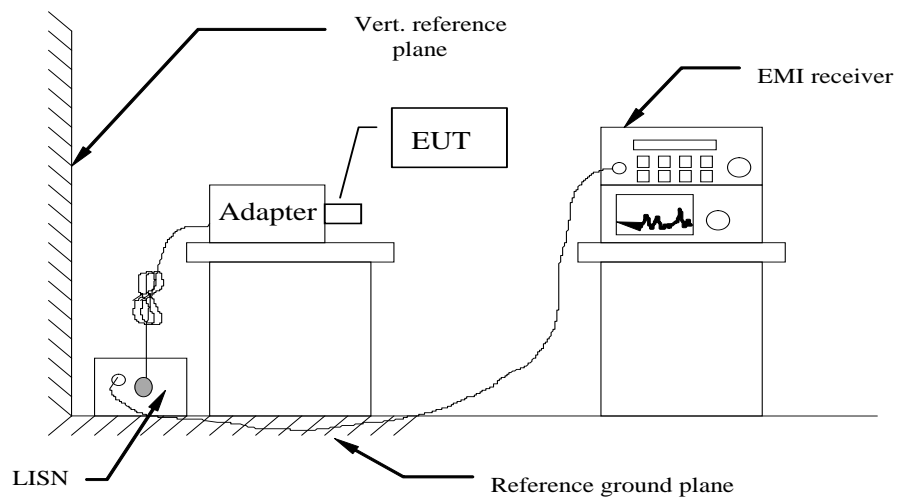 Vert. reference
plane
EMI receiver
EUT
Adapter
LISN
Reference ground plane